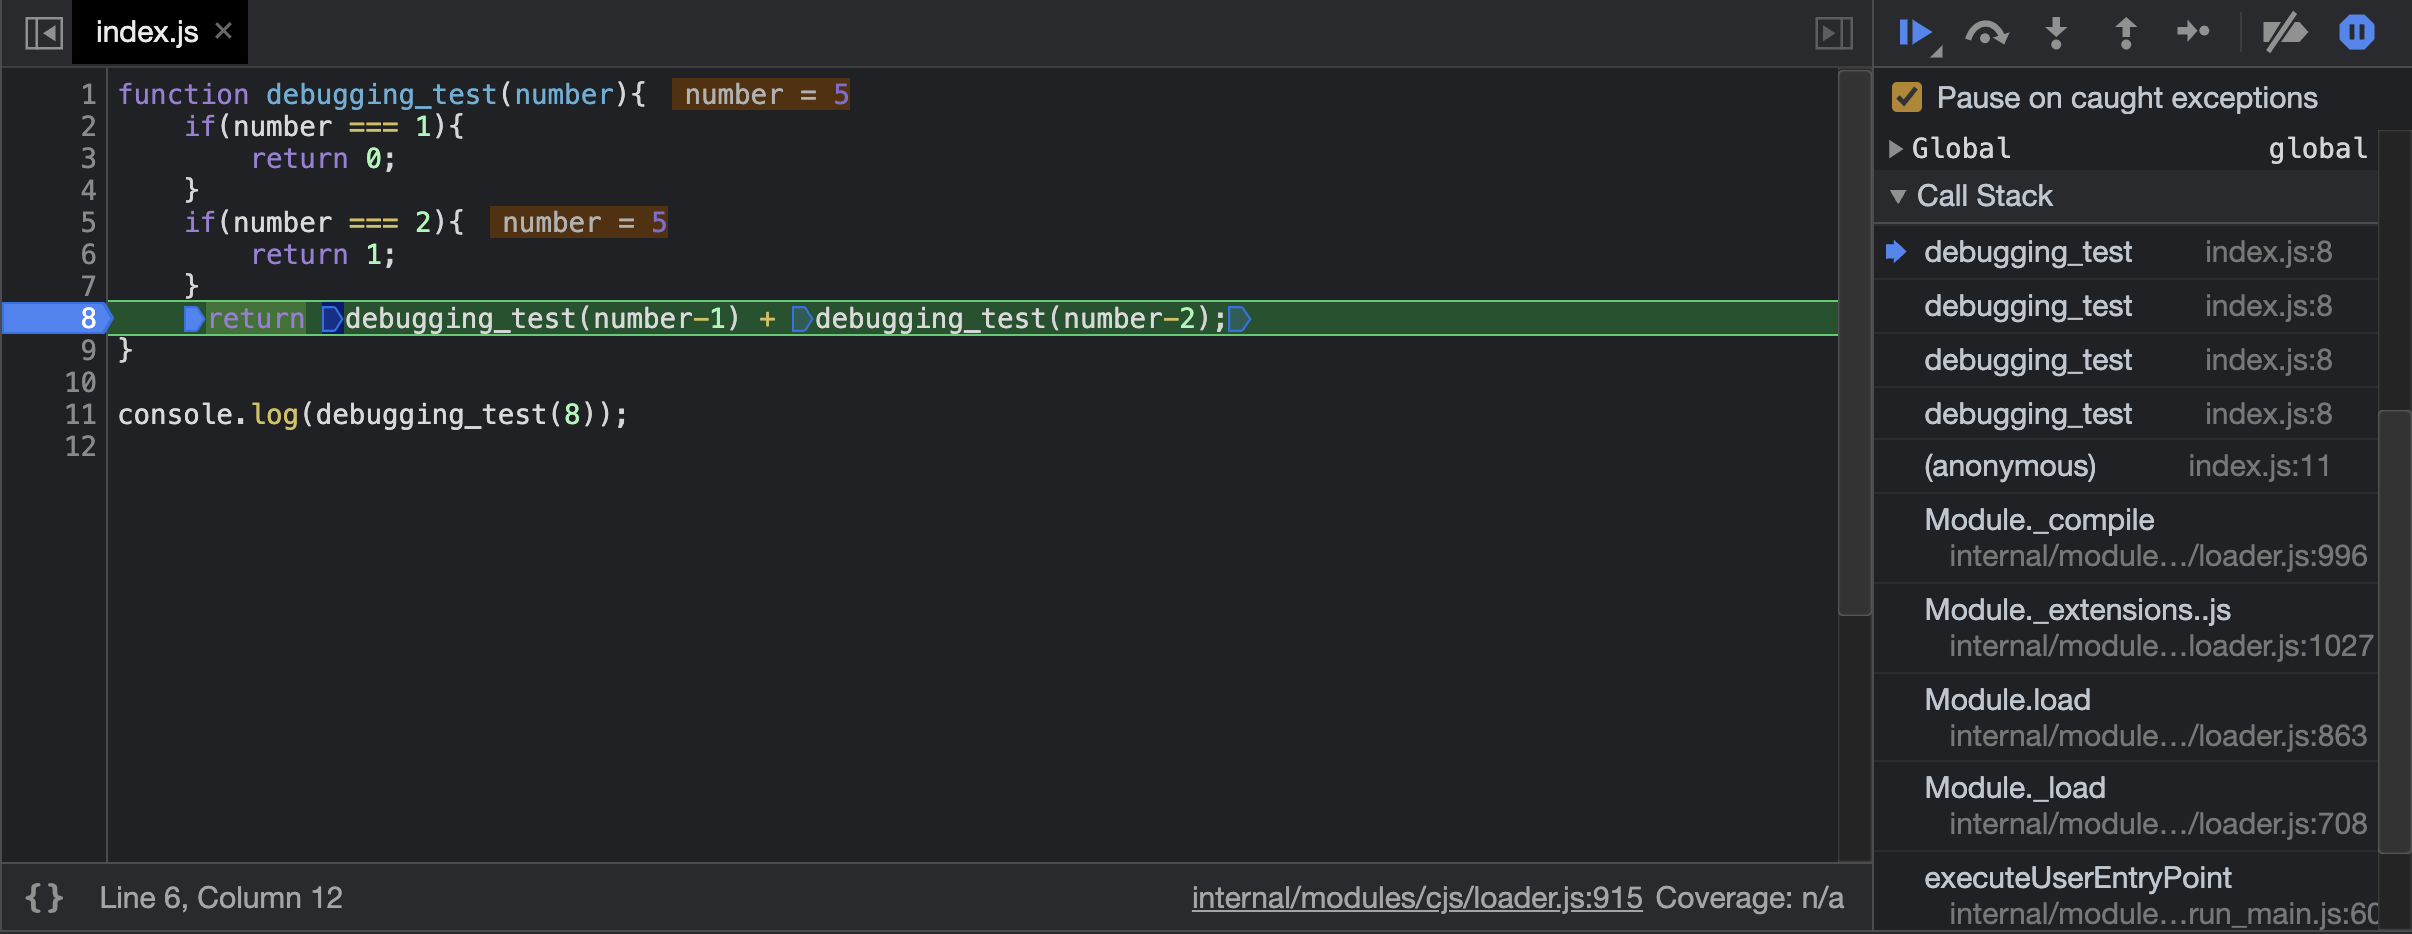 index.js ×
1 function debugging_test(number){ number = 5
2 if(number === 1){
3 return 0;
4 }
5 if(number === 2){ number = 5
6 return 1;
7 }
8 return debugging_test(number-1) + debugging_test(number-2);
9 }
10
11 console.log(debugging_test(8));
12
{} Line 6, Column 12 internal/modules/cjs/loader.js:915 Coverage: n/a
Pause on caught exceptions
Global global
Call Stack
debugging_test index.js:8
debugging_test index.js:8
debugging_test index.js:8
debugging_test index.js:8
(anonymous) index.js:11
Module._compile
internal/module…/loader.js:996
Module._extensions..js
internal/module…loader.js:1027
Module.load
internal/module…/loader.js:863
Module._load
internal/module…/loader.js:708
executeUserEntryPoint
internal/module…run_main.js:60